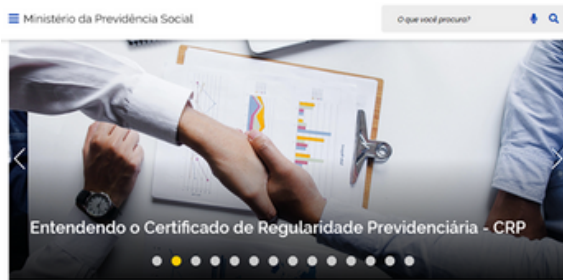 Ministério da Previdência Social
O que você procura?
Entendendo o Certificado de Regularidade Previdenciária - CRP